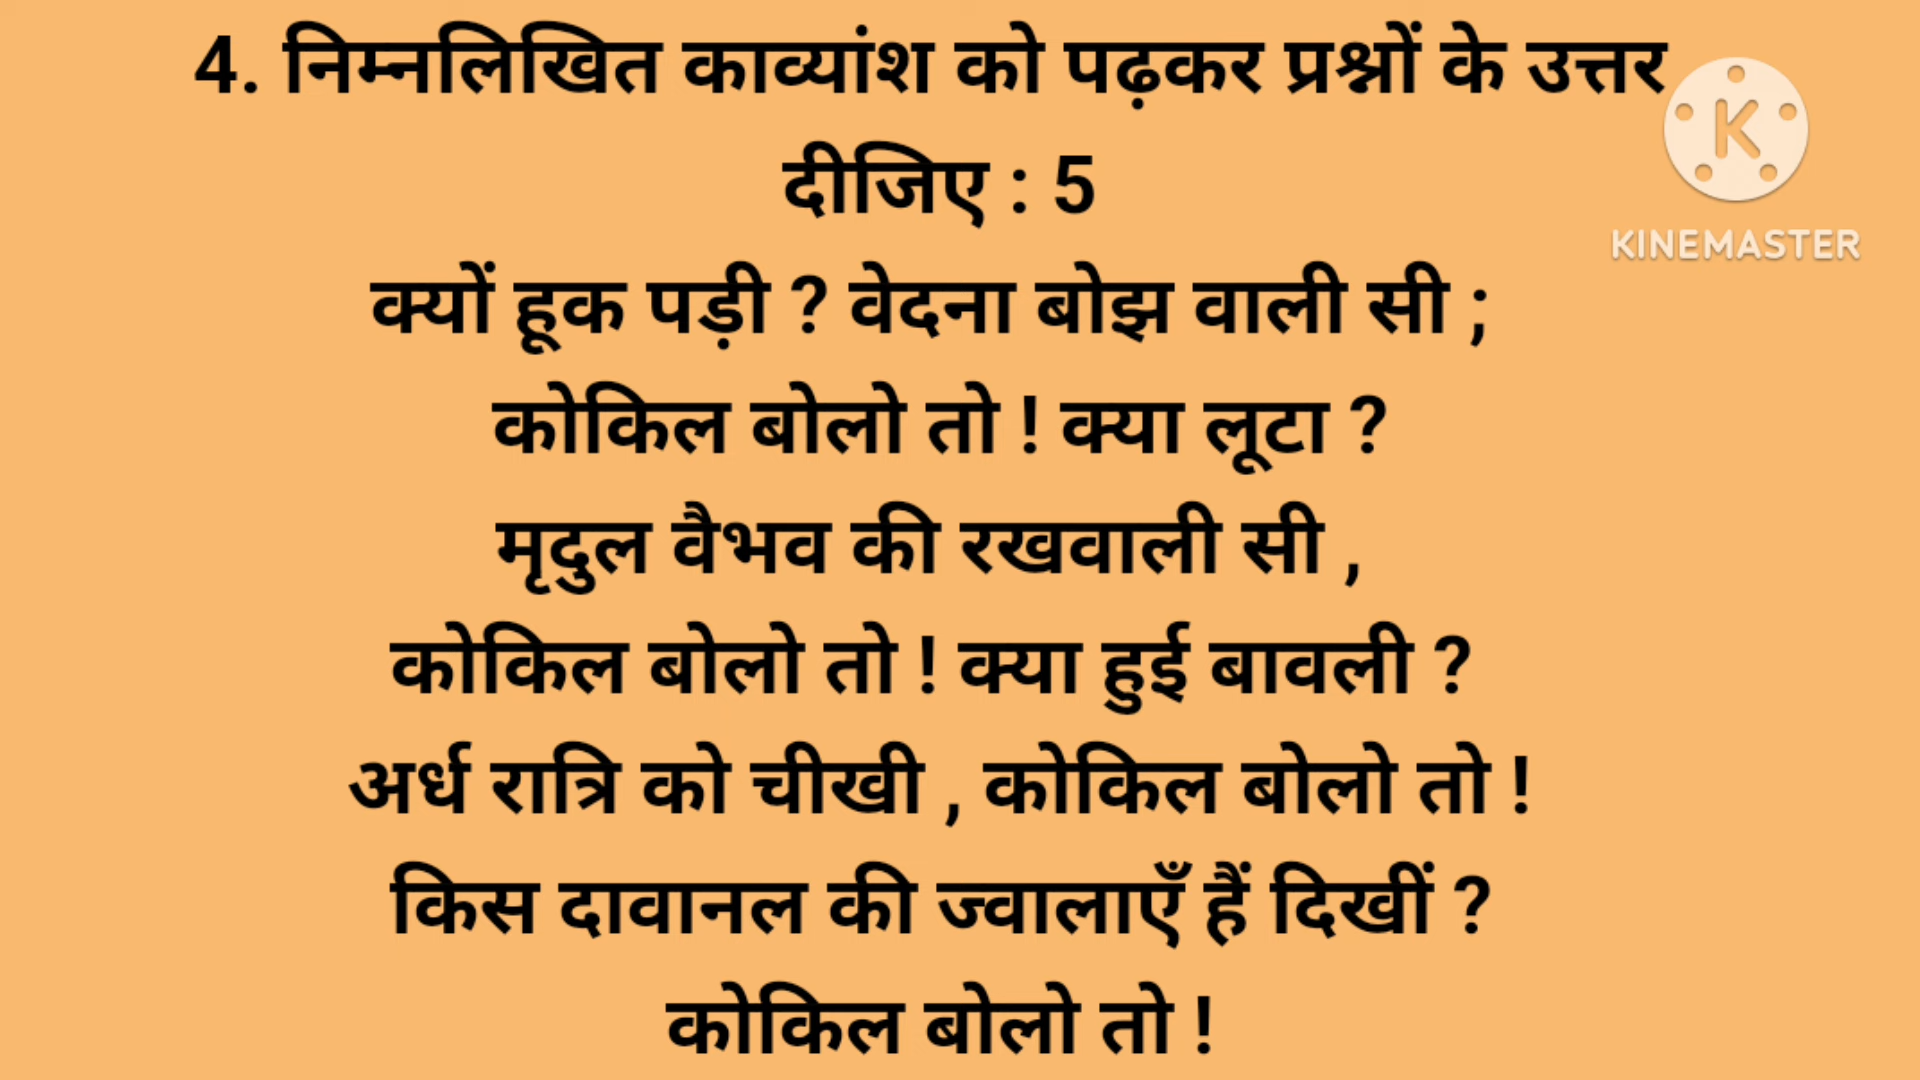 4. निम्नलिखित काव्यांश को पढ़कर प्रश्नों के उत्तर
दीजिए : 5
क्यों हूक पड़ी ? वेदना बोझ वाली सी ;
कोकिल बोलो तो ! क्या लूटा ?
मृदुल वैभव की रखवाली सी ,
कोकिल बोलो तो ! क्या हुई बावली ?
अर्ध रात्रि को चीखी , कोकिल बोलो तो !
किस दावानल की ज्वालाएँ हैं दिखीं ?
कोकिल बोलो तो !
K
KINEMASTER